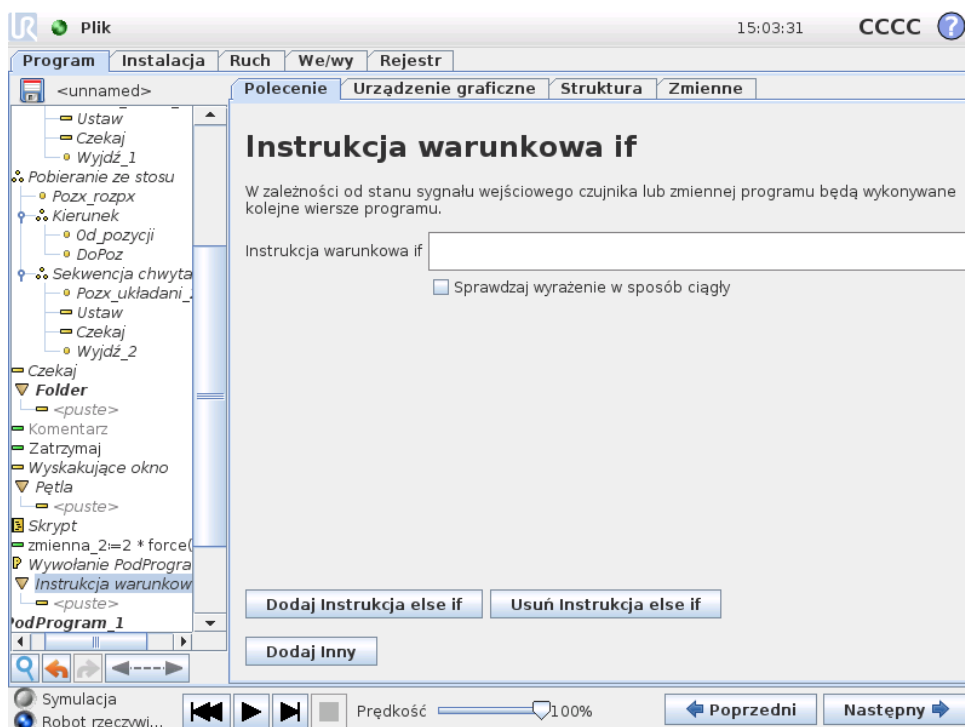 UR Plik 15:03:31 CCCC ?
Program Instalacja Ruch We/wy Rejestr
<unnamed>
Polecenie Urządzenie graficzne Struktura Zmienne
Ustaw
Czekaj
Wyjdź_1
Pobieranie ze stosu
Pozx_rozpx
Kierunek
Od_pozycji
DoPoz
Sekwencja chwyta
Pozx_układani_2
Ustaw
Czekaj
Wyjdź_2
Czekaj
Folder
<puste>
Komentarz
Zatrzymaj
Wyskakujące okno
Pętla
<puste>
Skrypt
zmienna_2:=2 * force(
Wywołanie PodProgra
Instrukcja warunkow
<puste>
PodProgram_1
Instrukcja warunkowa if
W zależności od stanu sygnału wejściowego czujnika lub zmiennej programu będą wykonywane
kolejne wiersze programu.
Instrukcja warunkowa if
Sprawdzaj wyrażenie w sposób ciągły
Dodaj Instrukcja else if Usuń Instrukcja else if
Dodaj Inny
Symulacja
Robot rzeczywi...
Prędkość 100%
Poprzedni Następny